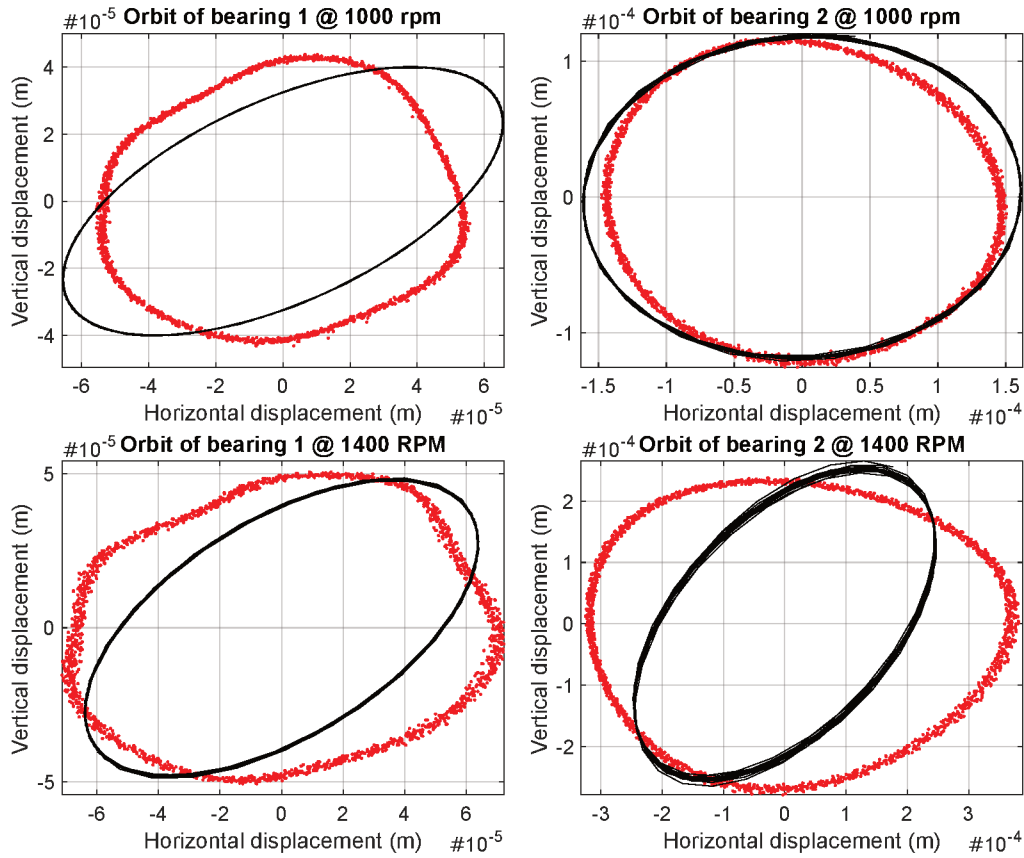 #10-5 Orbit of bearing 1 @ 1000 rpm
Vertical displacement (m)
4
2
0
-2
-4
-6 -4 -2 0 2 4 6
Horizontal displacement (m) #10-5
#10-4 Orbit of bearing 2 @ 1000 rpm
Vertical displacement (m)
1
0
-1
-1.5 -1 -0.5 0 0.5 1 1.5
Horizontal displacement (m) #10-4
#10-5 Orbit of bearing 1 @ 1400 RPM
Vertical displacement (m)
5
0
-5
-6 -4 -2 0 2 4 6
Horizontal displacement (m) #10-5
#10-4 Orbit of bearing 2 @ 1400 RPM
Vertical displacement (m)
2
1
0
-1
-2
-3 -2 -1 0 1 2 3
Horizontal displacement (m) #10-4